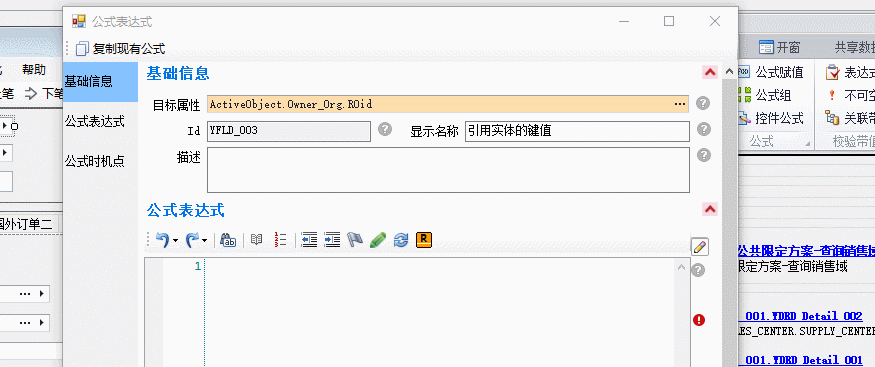 公式表达式
复制现有公式
基础信息
公式表达式
公式时机点
基础信息
目标属性 ActiveObject.Owner_Org.ROid ...
Id YFLD_003 显示名称 引用实体的键值
描述
公式表达式
1
帮助
下笔
国外订单二
...
...
开窗 共享数据
公式赋值 表达式
公式组 不可空
控件公式 关联带
公式 校验带值
公共限定方案-查询销售域
限定方案-查询销售域
001.YDBD Detail 002
ES_CENTER.SUPPLY_CENTER
001.YDBD Detail 001